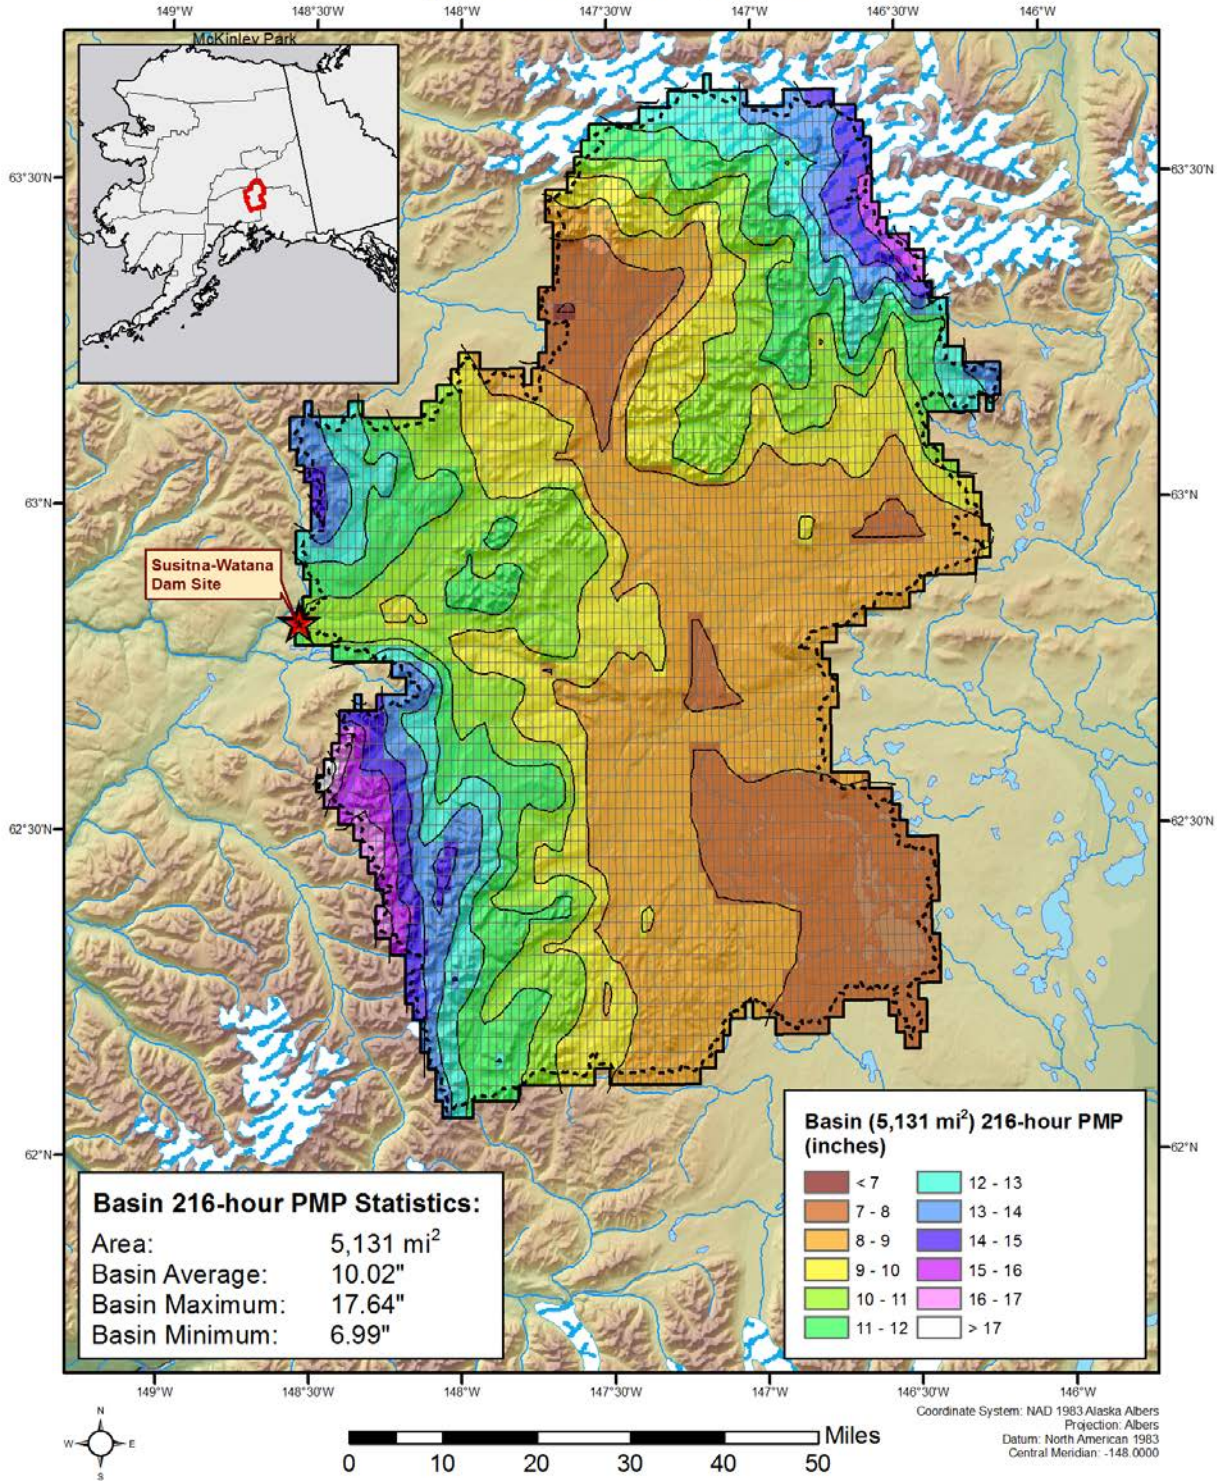 149°W 148°30'W 148°W 147°30'W 147°W 146°30'W 146°W
McKinley Park
63°30'N 63°30'N
63°N 63°N
Susitna-Watana
Dam Site
62°30'N 62°30'N
62°N 62°N
Basin 216-hour PMP Statistics:
Area: 5,131 mi²
Basin Average: 10.02"
Basin Maximum: 17.64"
Basin Minimum: 6.99"
Basin (5,131 mi²) 216-hour PMP
(inches)
< 7 12 - 13
7 - 8 13 - 14
8 - 9 14 - 15
9 - 10 15 - 16
10 - 11 16 - 17
11 - 12 > 17
149°W 148°30'W 148°W 147°30'W 147°W 146°30'W 146°W
N
W E
S
Miles
0 10 20 30 40 50
Coordinate System: NAD 1983 Alaska Albers
Projection: Albers
Datum: North American 1983
Central Meridian: -148.0000